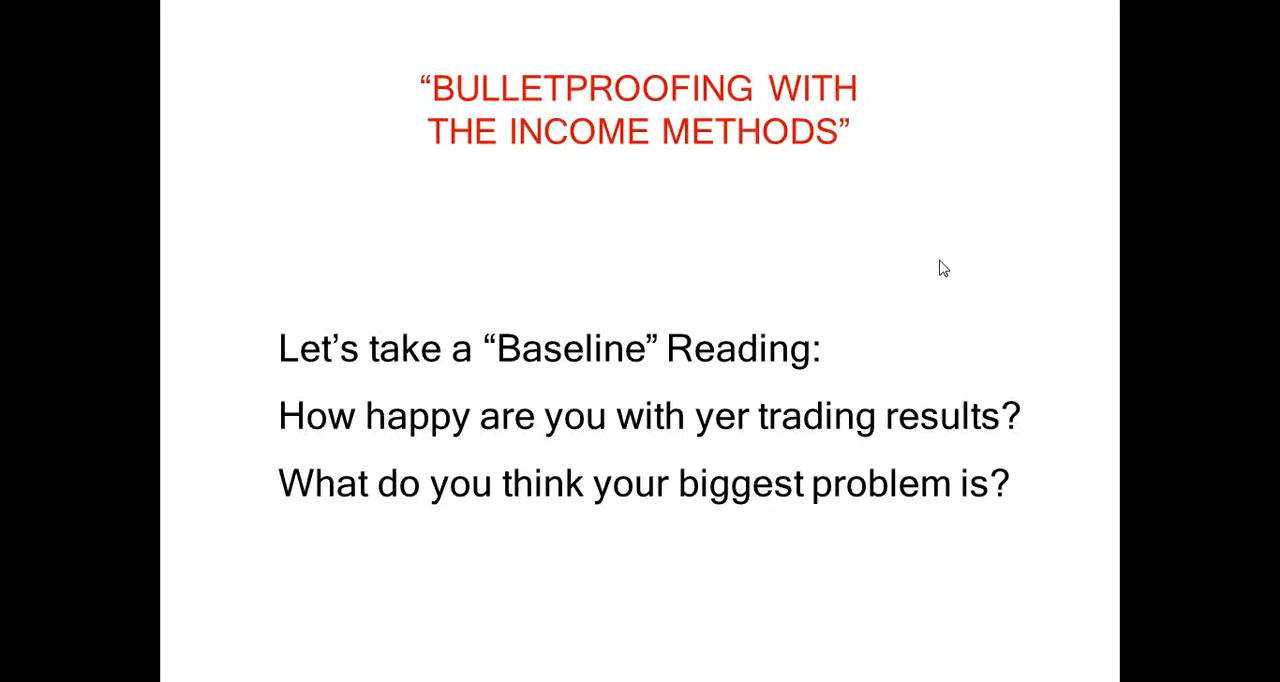 “BULLETPROOFING WITH
THE INCOME METHODS”
Let’s take a “Baseline” Reading:
How happy are you with yer trading results?
What do you think your biggest problem is?